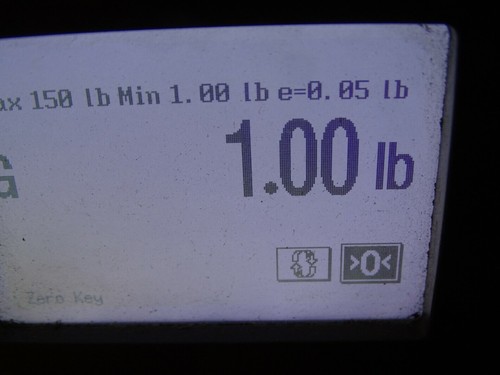 ax 150 lb Min 1.00 lb e=0.05 lb
G 1.00 lb
>0<
Zero Key